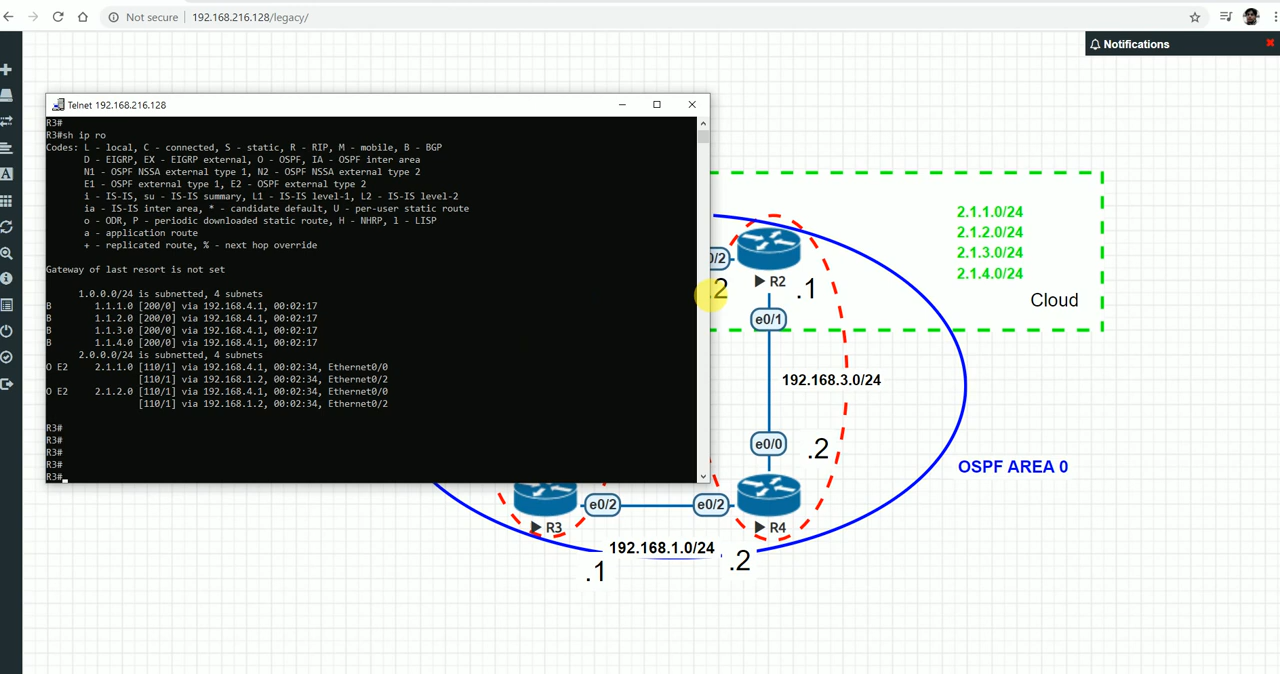 Not secure
192.168.216.128/legacy/
Notifications
Telnet 192.168.216.128
R3#
R3#sh ip ro
Codes: L - local, C - connected, S - static, R - RIP, M - mobile, B - BGP
D - EIGRP, EX - EIGRP external, O - OSPF, IA - OSPF inter area
N1 - OSPF NSSA external type 1, N2 - OSPF NSSA external type 2
E1 - OSPF external type 1, E2 - OSPF external type 2
i - IS-IS, su - IS-IS summary, L1 - IS-IS level-1, L2 - IS-IS level-2
ia - IS-IS inter area, * - candidate default, U - per-user static route
o - ODR, P - periodic downloaded static route, H - NHRP, l - LISP
a - application route
+ - replicated route, % - next hop override
Gateway of last resort is not set
1.0.0.0/24 is subnetted, 4 subnets
B 1.1.1.0 [200/0] via 192.168.4.1, 00:02:17
B 1.1.2.0 [200/0] via 192.168.4.1, 00:02:17
B 1.1.3.0 [200/0] via 192.168.4.1, 00:02:17
B 1.1.4.0 [200/0] via 192.168.4.1, 00:02:17
2.0.0.0/24 is subnetted, 4 subnets
O E2 2.1.1.0 [110/1] via 192.168.4.1, 00:02:34, Ethernet0/0
[110/1] via 192.168.1.2, 00:02:34, Ethernet0/2
O E2 2.1.2.0 [110/1] via 192.168.4.1, 00:02:34, Ethernet0/0
[110/1] via 192.168.1.2, 00:02:34, Ethernet0/2
R3#
R3#
R3#
R3#
R3#
2.1.1.0/24
2.1.2.0/24
2.1.3.0/24
2.1.4.0/24
Cloud
0/2
R2
.2
.1
e0/1
192.168.3.0/24
e0/0
.2
OSPF AREA 0
e0/2
e0/2
R3
R4
192.168.1.0/24
.1
.2
A